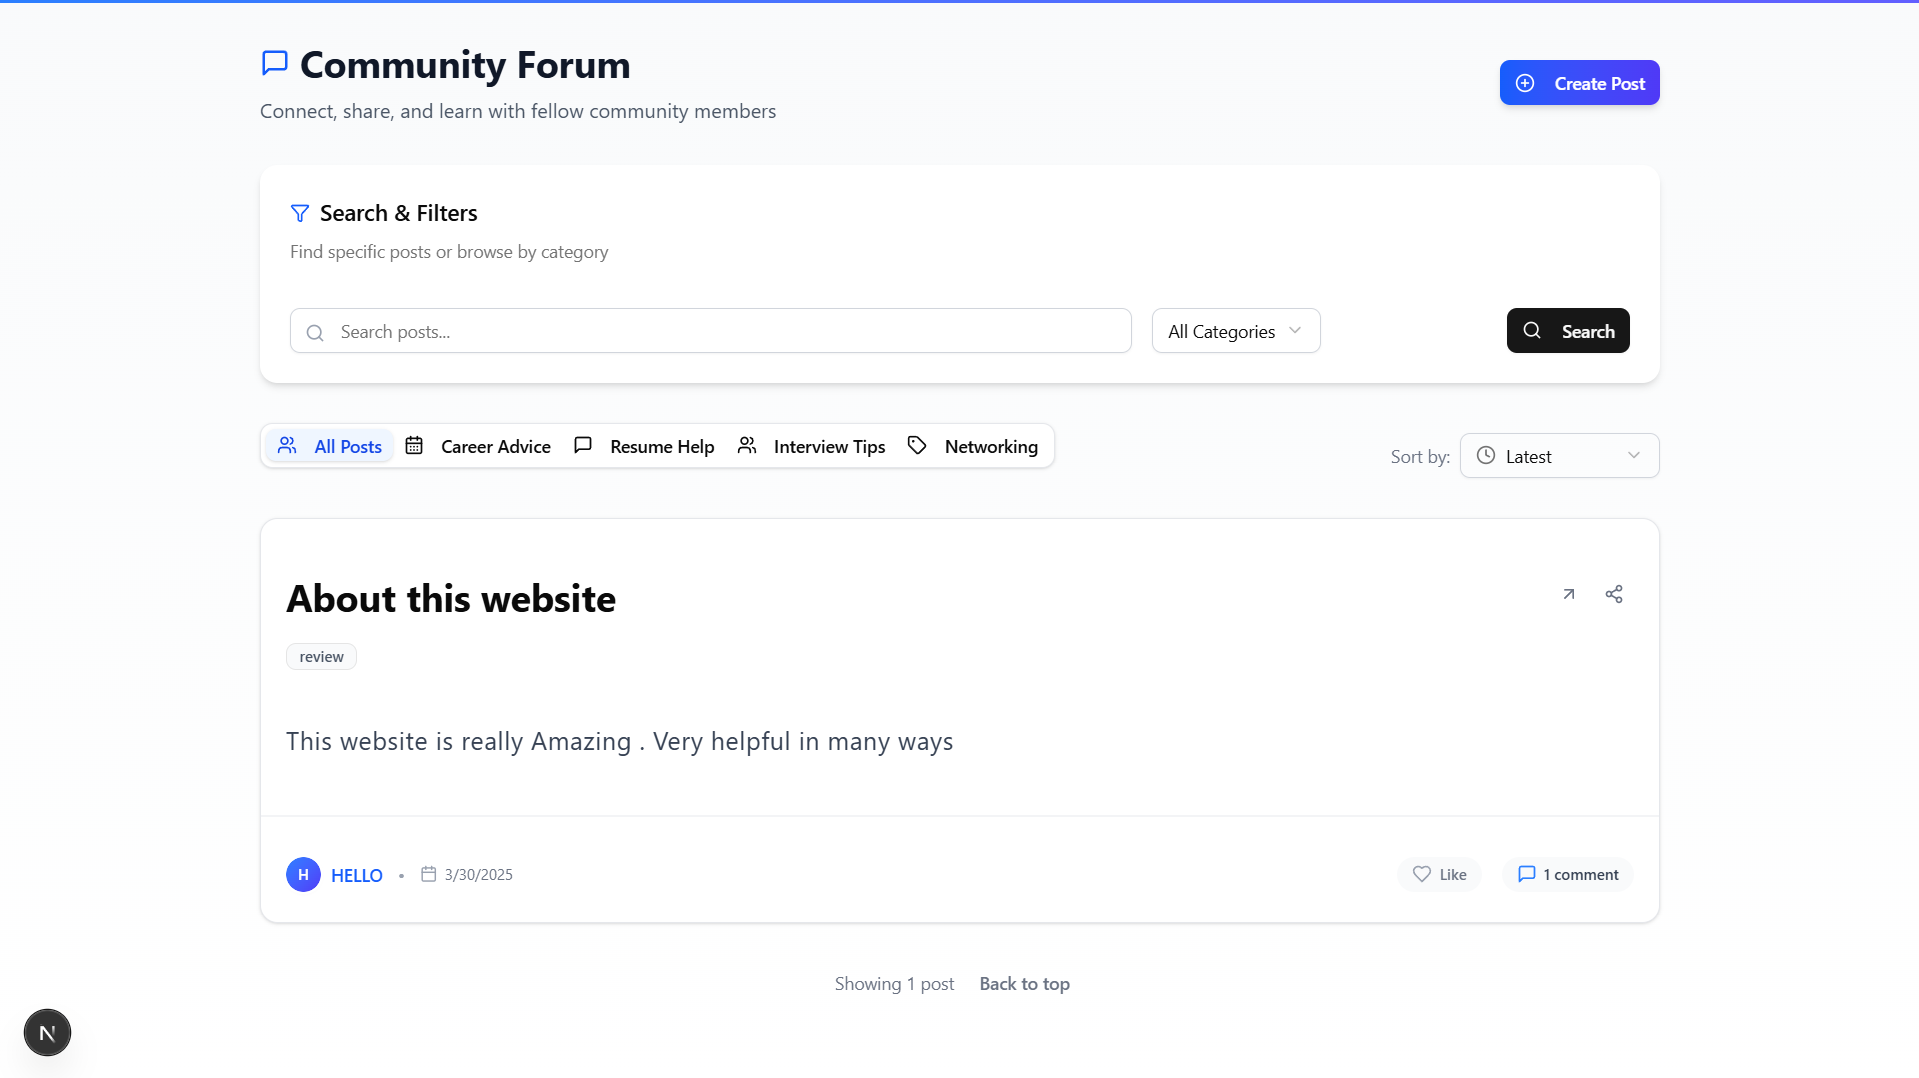 Community Forum
Connect, share, and learn with fellow community members
Create Post
Search & Filters
Find specific posts or browse by category
Search posts...
All Categories
Search
All Posts
Career Advice
Resume Help
Interview Tips
Networking
Sort by:
Latest
About this website
review
This website is really Amazing . Very helpful in many ways
H
HELLO
•
3/30/2025
Like
1 comment
Showing 1 post
Back to top
N